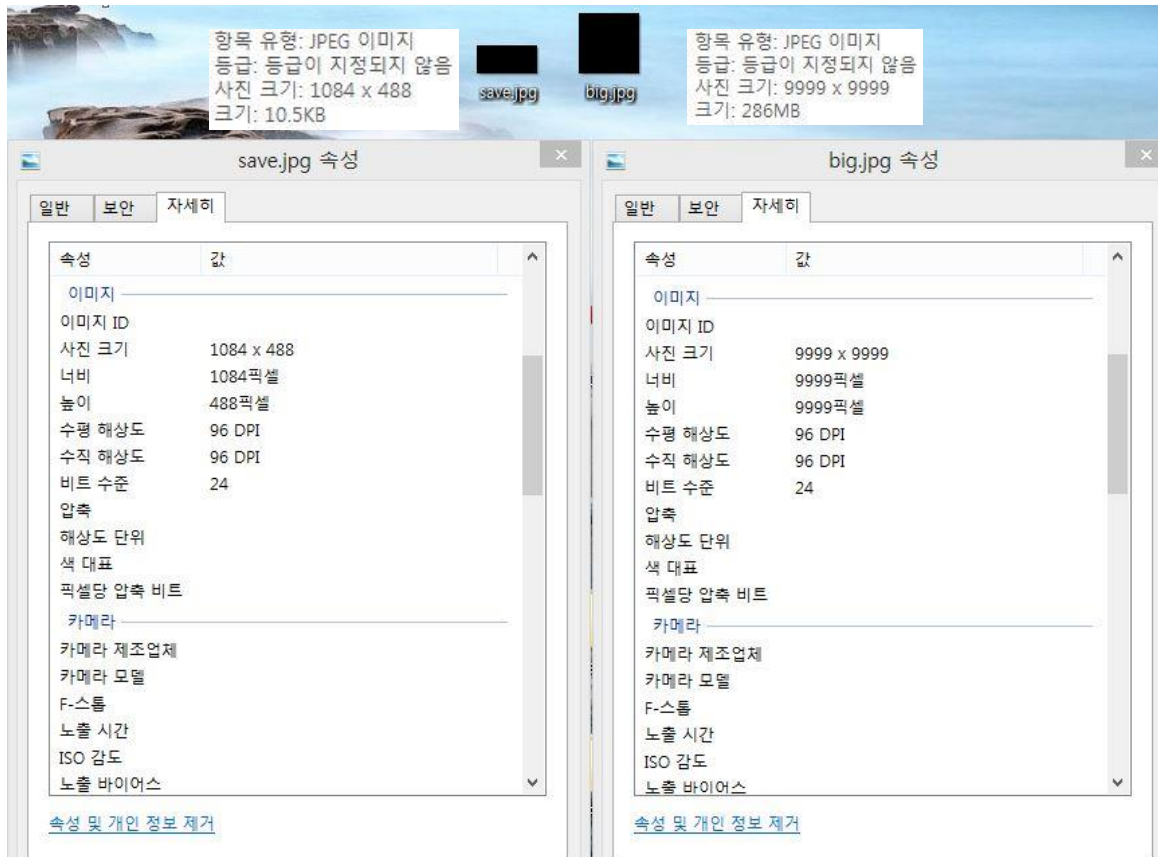 항목 유형: JPEG 이미지
등급: 등급이 지정되지 않음
사진 크기: 1084 x 488
크기: 10.5KB
save.jpg
big.jpg
항목 유형: JPEG 이미지
등급: 등급이 지정되지 않음
사진 크기: 9999 x 9999
크기: 286MB
save.jpg 속성
일반 보안 자세히
속성 값
이미지
이미지 ID
사진 크기 1084 x 488
너비 1084픽셀
높이 488픽셀
수평 해상도 96 DPI
수직 해상도 96 DPI
비트 수준 24
압축
해상도 단위
색 대표
픽셀당 압축 비트
카메라
카메라 제조업체
카메라 모델
F-스톱
노출 시간
ISO 감도
노출 바이어스
속성 및 개인 정보 제거
big.jpg 속성
일반 보안 자세히
속성 값
이미지
이미지 ID
사진 크기 9999 x 9999
너비 9999픽셀
높이 9999픽셀
수평 해상도 96 DPI
수직 해상도 96 DPI
비트 수준 24
압축
해상도 단위
색 대표
픽셀당 압축 비트
카메라
카메라 제조업체
카메라 모델
F-스톱
노출 시간
ISO 감도
노출 바이어스
속성 및 개인 정보 제거